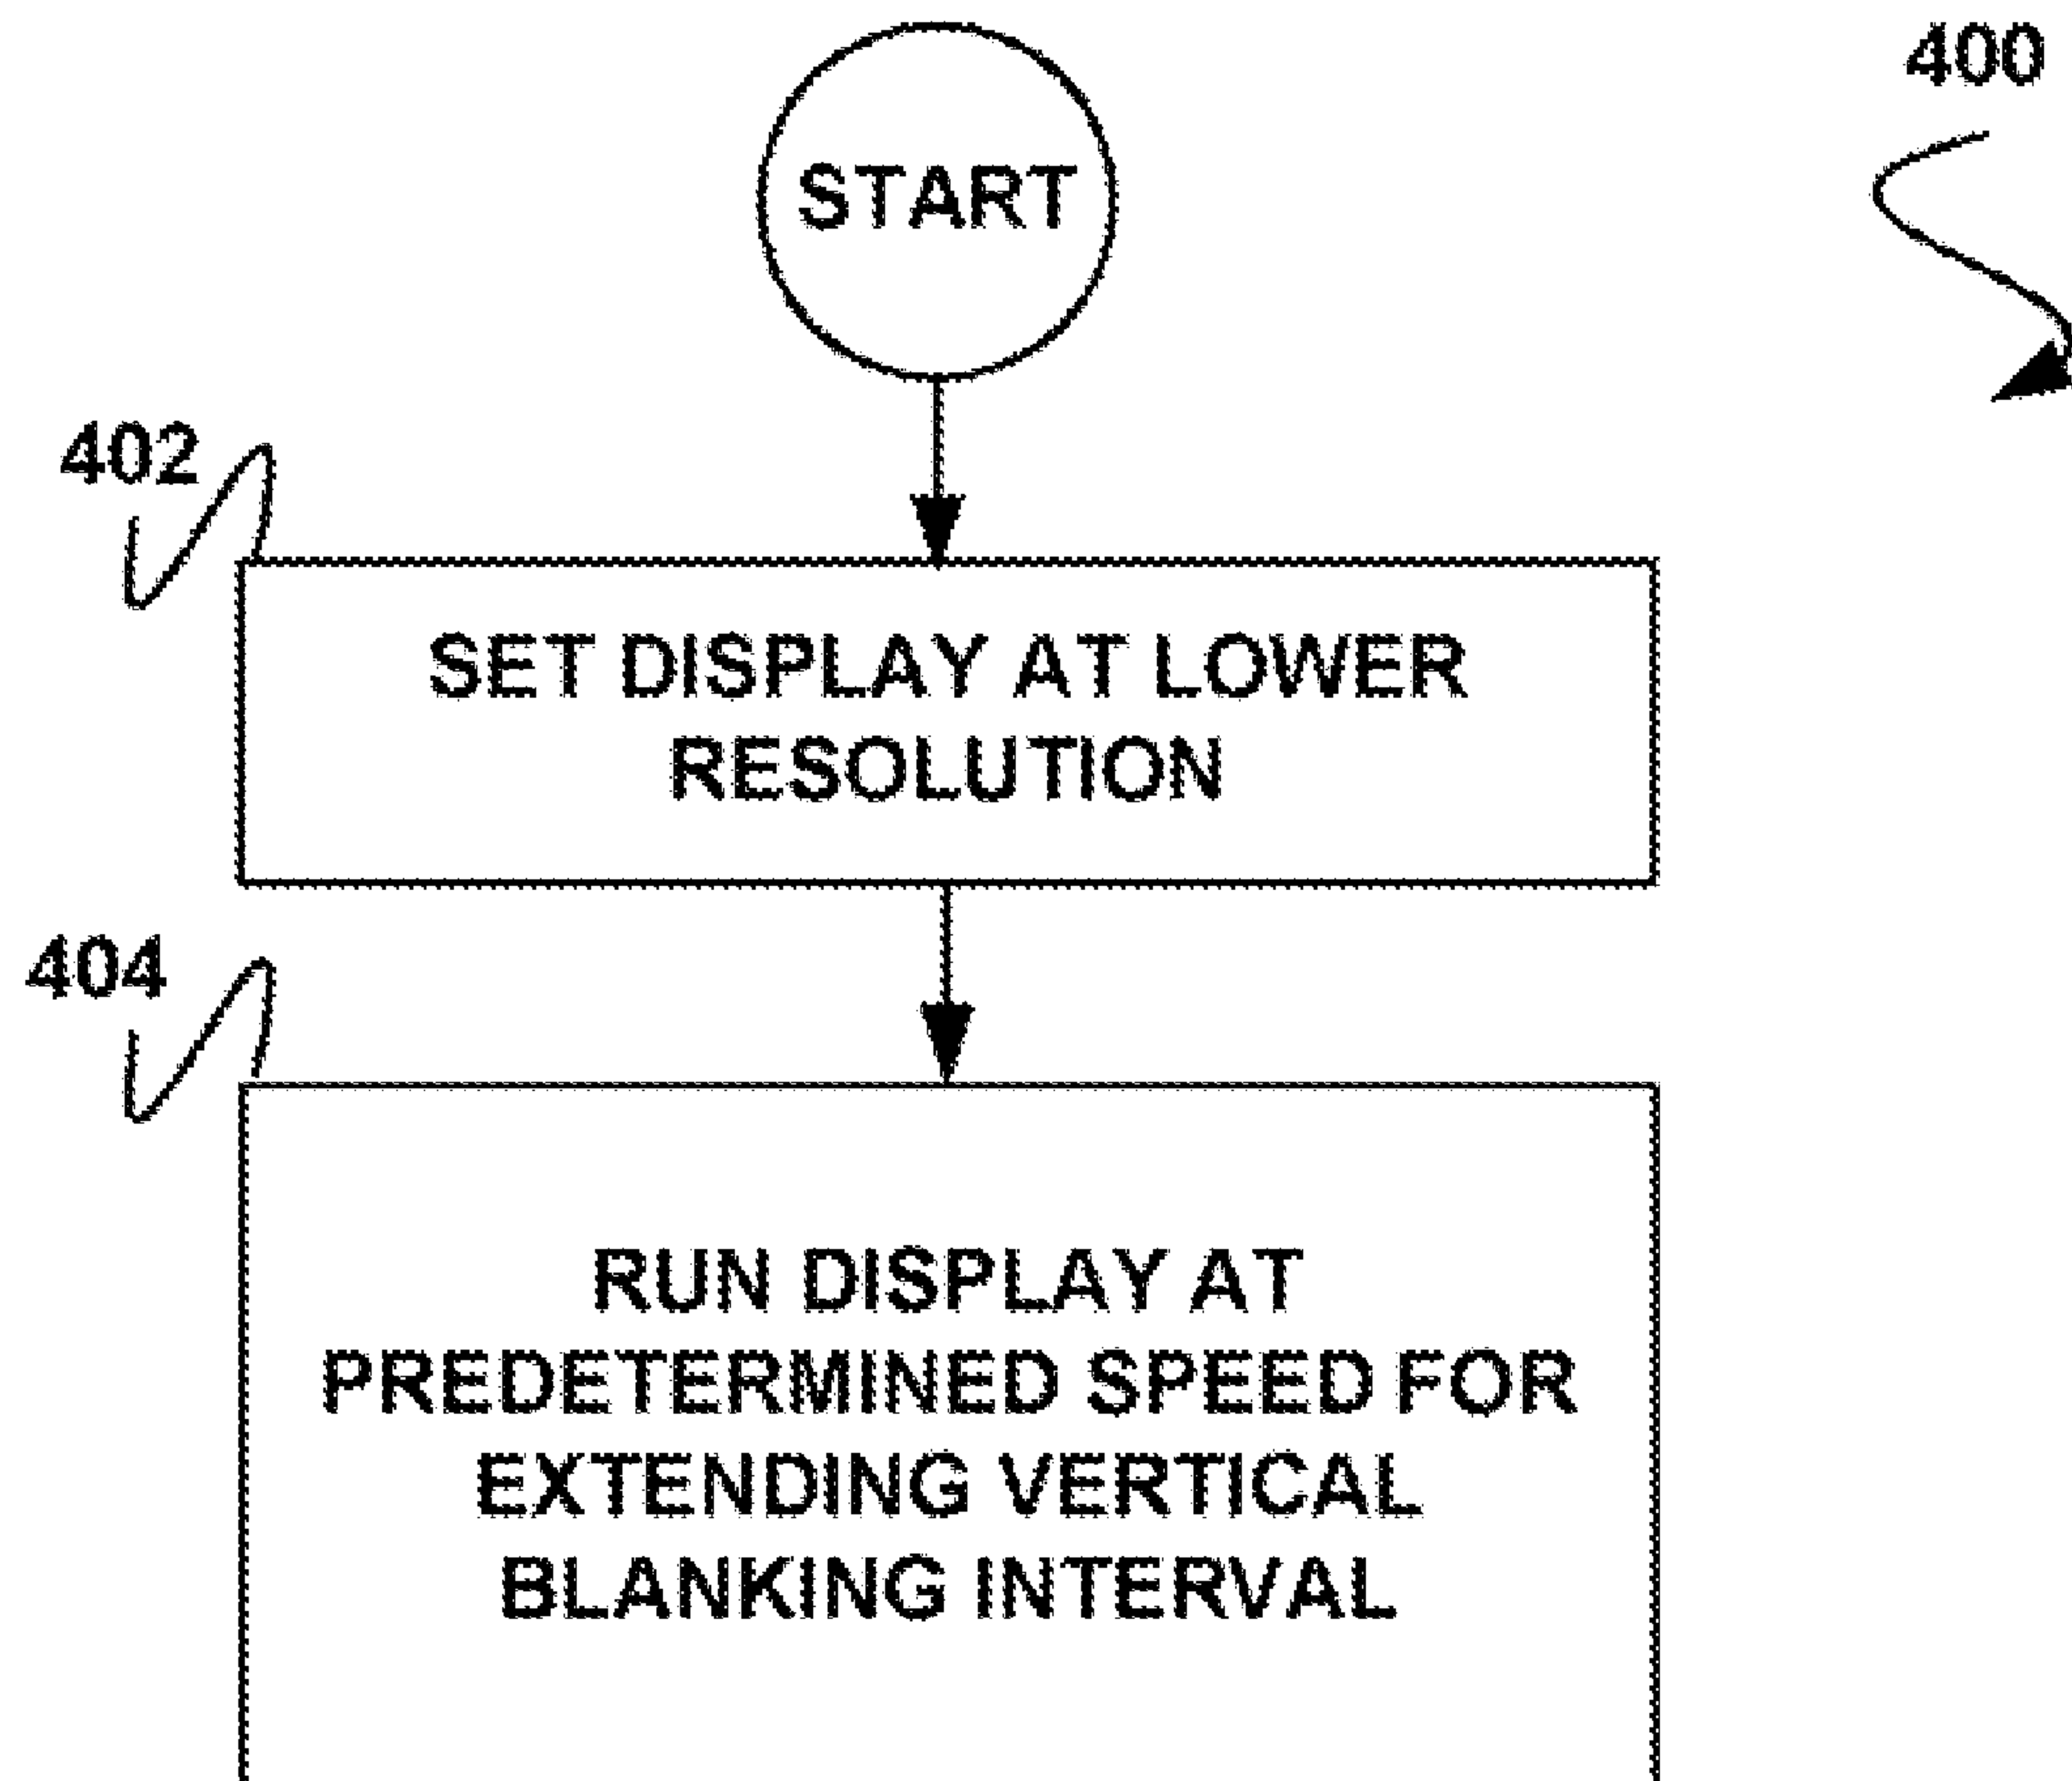 400
START
402
SET DISPLAY AT LOWER
RESOLUTION
404
RUN DISPLAY AT
PREDETERMINED SPEED FOR
EXTENDING VERTICAL
BLANKING INTERVAL